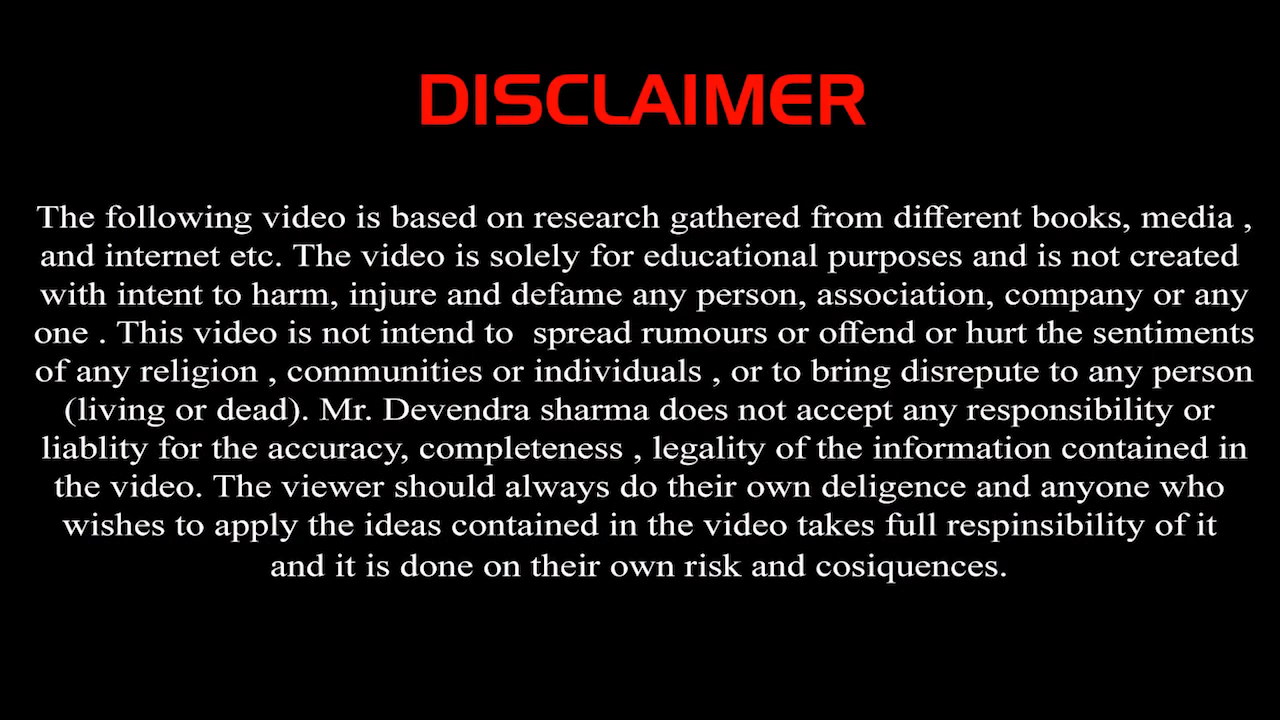 DISCLAIMER
The following video is based on research gathered from different books, media ,
and internet etc. The video is solely for educational purposes and is not created
with intent to harm, injure and defame any person, association, company or any
one . This video is not intend to  spread rumours or offend or hurt the sentiments
of any religion , communities or individuals , or to bring disrepute to any person
(living or dead). Mr. Devendra sharma does not accept any responsibility or
liablity for the accuracy, completeness , legality of the information contained in
the video. The viewer should always do their own deligence and anyone who
wishes to apply the ideas contained in the video takes full respinsibility of it
and it is done on their own risk and cosiquences.